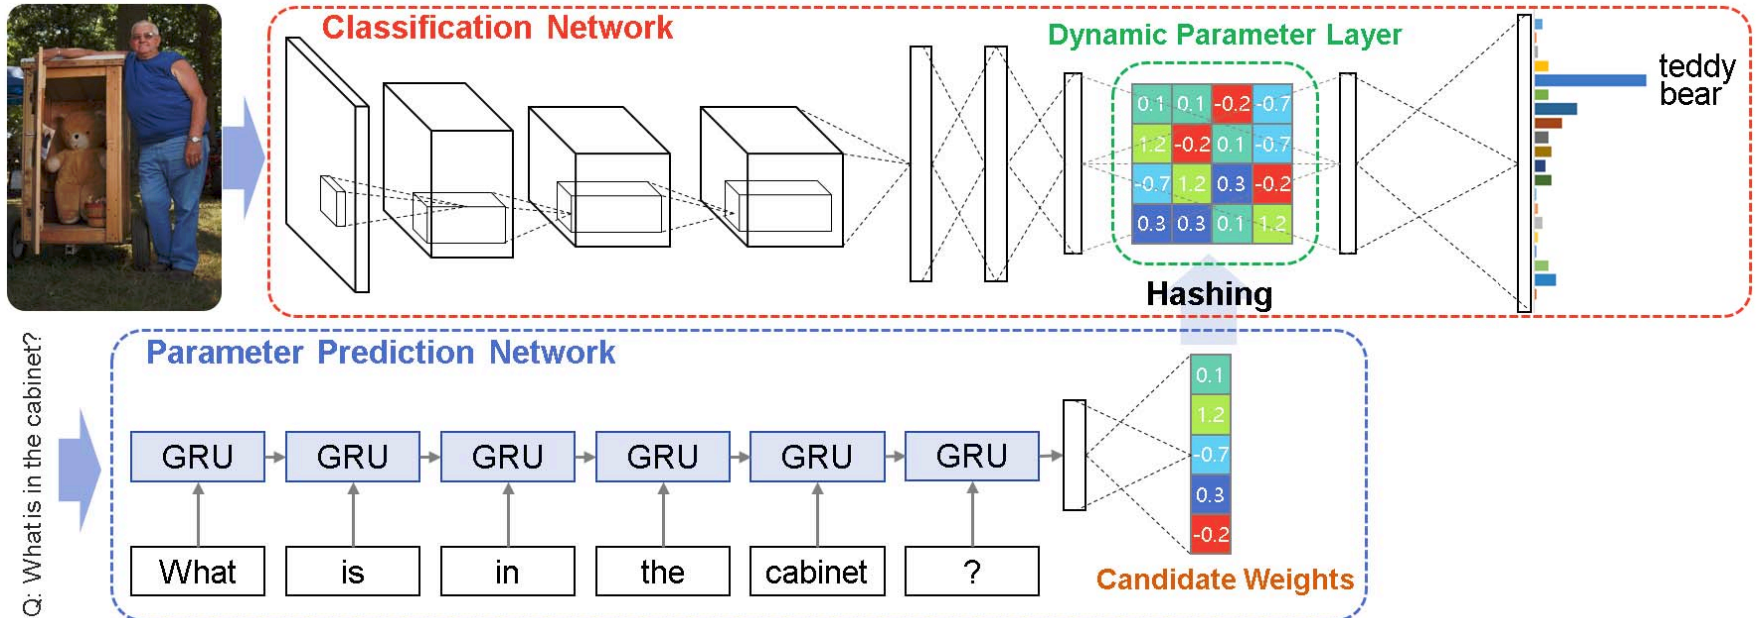 Classification Network
Dynamic Parameter Layer
0.1 0.1 -0.2 -0.7
1.2 -0.2 0.1 -0.7
-0.7 1.2 0.3 -0.2
0.3 0.3 0.1 1.2
teddy
bear
Hashing
Q: What is in the cabinet?
Parameter Prediction Network
GRU GRU GRU GRU GRU GRU
What is in the cabinet ?
0.1
1.2
-0.7
0.3
-0.2
Candidate Weights